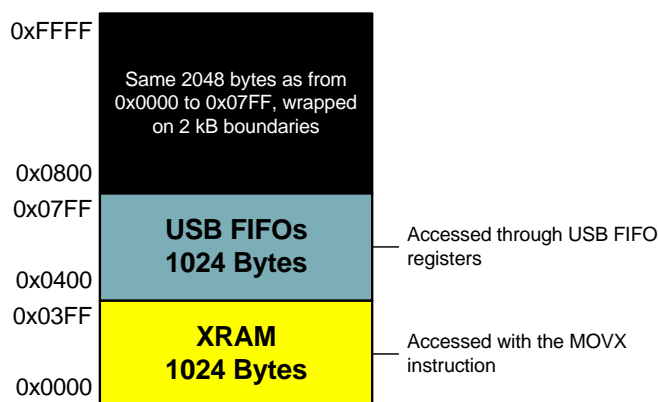 0xFFFF
Same 2048 bytes as from
0x0000 to 0x07FF, wrapped
on 2 kB boundaries
0x0800
0x07FF
USB FIFOs
1024 Bytes
Accessed through USB FIFO
registers
0x0400
0x03FF
XRAM
1024 Bytes
Accessed with the MOVX
instruction
0x0000